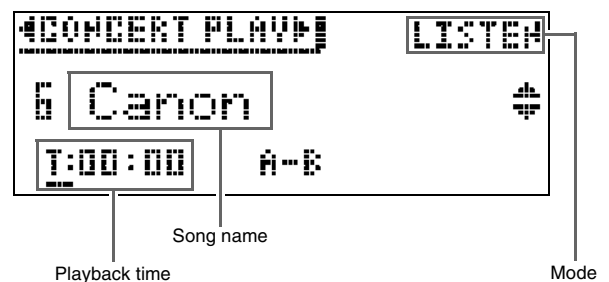 CONCERT PLAY LISTEN
6 Canon
T:00:00 A-B
Song name
Playback time Mode